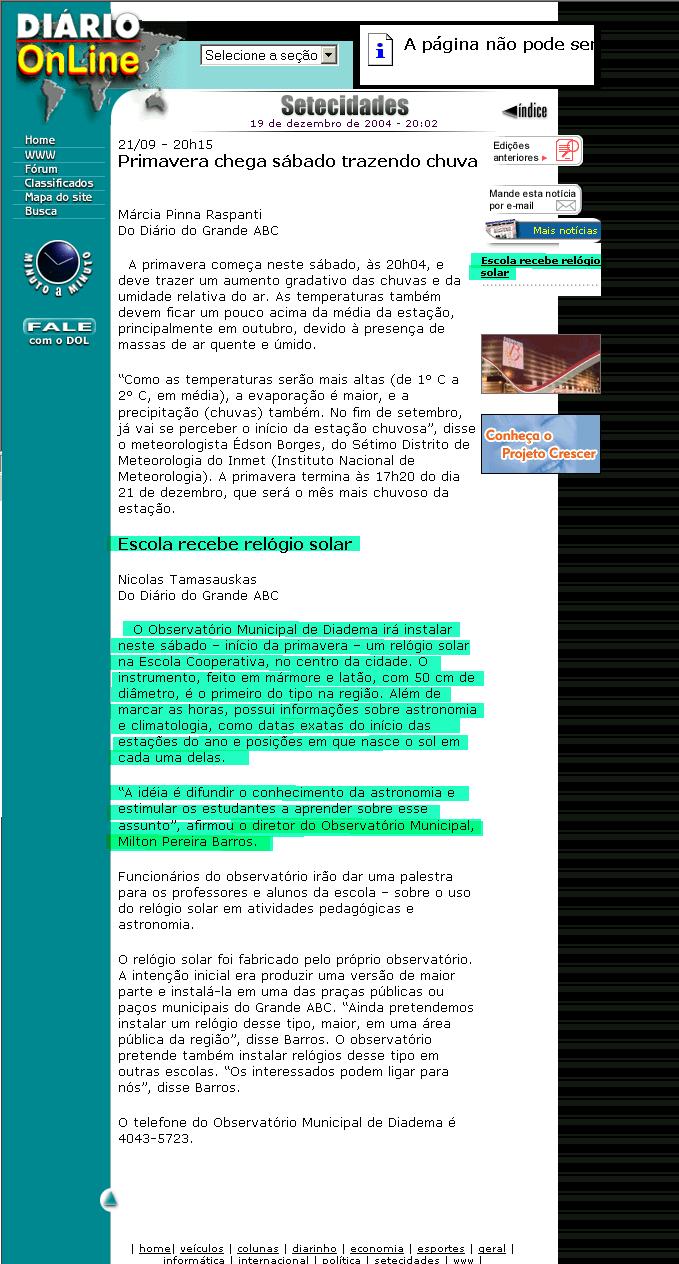 DIÁRIO
OnLine
Selecione a seção
A página não pode ser
Setecidades
19 de dezembro de 2004 - 20:02
índice
Home
WWW
Fórum
Classificados
Mapa do site
Busca
MINUTO a MINUTO
FALE
com o DOL
21/09 - 20h15
Primavera chega sábado trazendo chuva
Márcia Pinna Raspanti
Do Diário do Grande ABC
A primavera começa neste sábado, às 20h04, e
deve trazer um aumento gradativo das chuvas e da
umidade relativa do ar. As temperaturas também
devem ficar um pouco acima da média da estação,
principalmente em outubro, devido à presença de
massas de ar quente e úmido.
“Como as temperaturas serão mais altas (de 1º C a
2º C, em média), a evaporação é maior, e a
precipitação (chuvas) também. No fim de setembro,
já vai se perceber o início da estação chuvosa”, disse
o meteorologista Édson Borges, do Sétimo Distrito de
Meteorologia do Inmet (Instituto Nacional de
Meteorologia). A primavera termina às 17h20 do dia
21 de dezembro, que será o mês mais chuvoso da
estação.
Escola recebe relógio solar
Nicolas Tamasauskas
Do Diário do Grande ABC
O Observatório Municipal de Diadema irá instalar
neste sábado – início da primavera – um relógio solar
na Escola Cooperativa, no centro da cidade. O
instrumento, feito em mármore e latão, com 50 cm de
diâmetro, é o primeiro do tipo na região. Além de
marcar as horas, possui informações sobre astronomia
e climatologia, como datas exatas do início das
estações do ano e posições em que nasce o sol em
cada uma delas.
“A idéia é difundir o conhecimento da astronomia e
estimular os estudantes a aprender sobre esse
assunto”, afirmou o diretor do Observatório Municipal,
Milton Pereira Barros.
Funcionários do observatório irão dar uma palestra
para os professores e alunos da escola – sobre o uso
do relógio solar em atividades pedagógicas e
astronomia.
O relógio solar foi fabricado pelo próprio observatório.
A intenção inicial era produzir uma versão de maior
parte e instalá-la em uma das praças públicas ou
paços municipais do Grande ABC. “Ainda pretendemos
instalar um relógio desse tipo, maior, em uma área
pública da região”, disse Barros. O observatório
pretende também instalar relógios desse tipo em
outras escolas. “Os interessados podem ligar para
nós”, disse Barros.
O telefone do Observatório Municipal de Diadema é
4043-5723.
Edições
anteriores
Mande esta notícia
por e-mail
Mais notícias
Escola recebe relógio
solar
Conheça o
Projeto Crescer
| home| veículos | colunas | diarinho | economia | esportes | geral |
informática | internacional | política | setecidades | www |